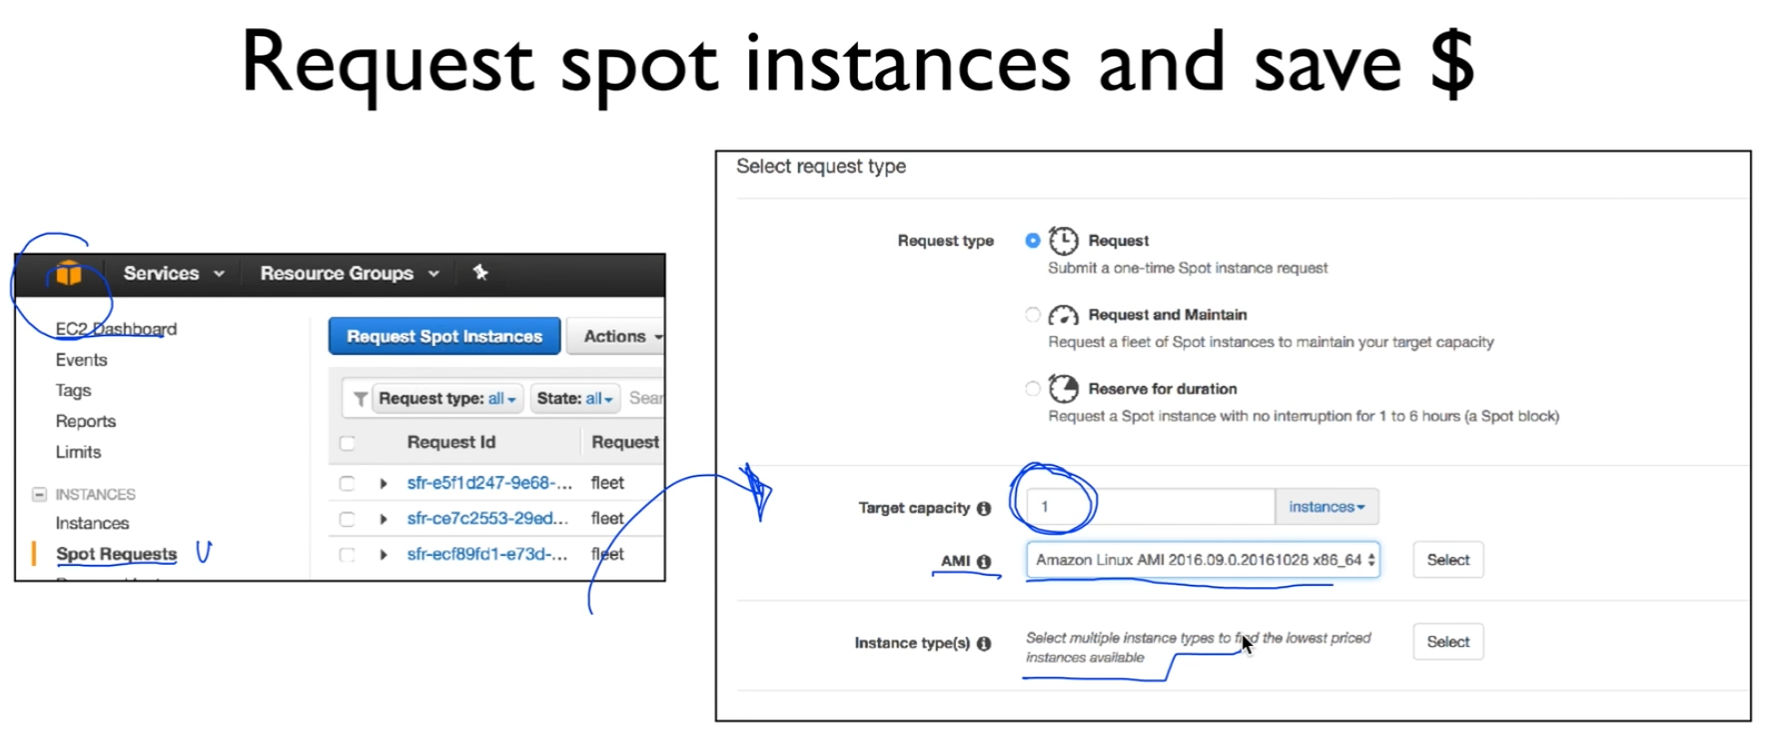 Request spot instances and save $
Services
Resource Groups
EC2 Dashboard
Events
Tags
Reports
Limits
INSTANCES
Instances
Spot Requests
Request Spot Instances
Actions
Request type: all
State: all
Sear
Request Id
Request
sfr-e5f1d247-9e68-...
fleet
sfr-ce7c2553-29ed...
fleet
sfr-ecf89fd1-e73d-...
fleet
Select request type
Request type
Request
Submit a one-time Spot instance request
Request and Maintain
Request a fleet of Spot instances to maintain your target capacity
Reserve for duration
Request a Spot instance with no interruption for 1 to 6 hours (a Spot block)
Target capacity
1
instances
AMI
Amazon Linux AMI 2016.09.0.20161028 x86_64
Select
Instance type(s)
Select multiple instance types to find the lowest priced
instances available
Select